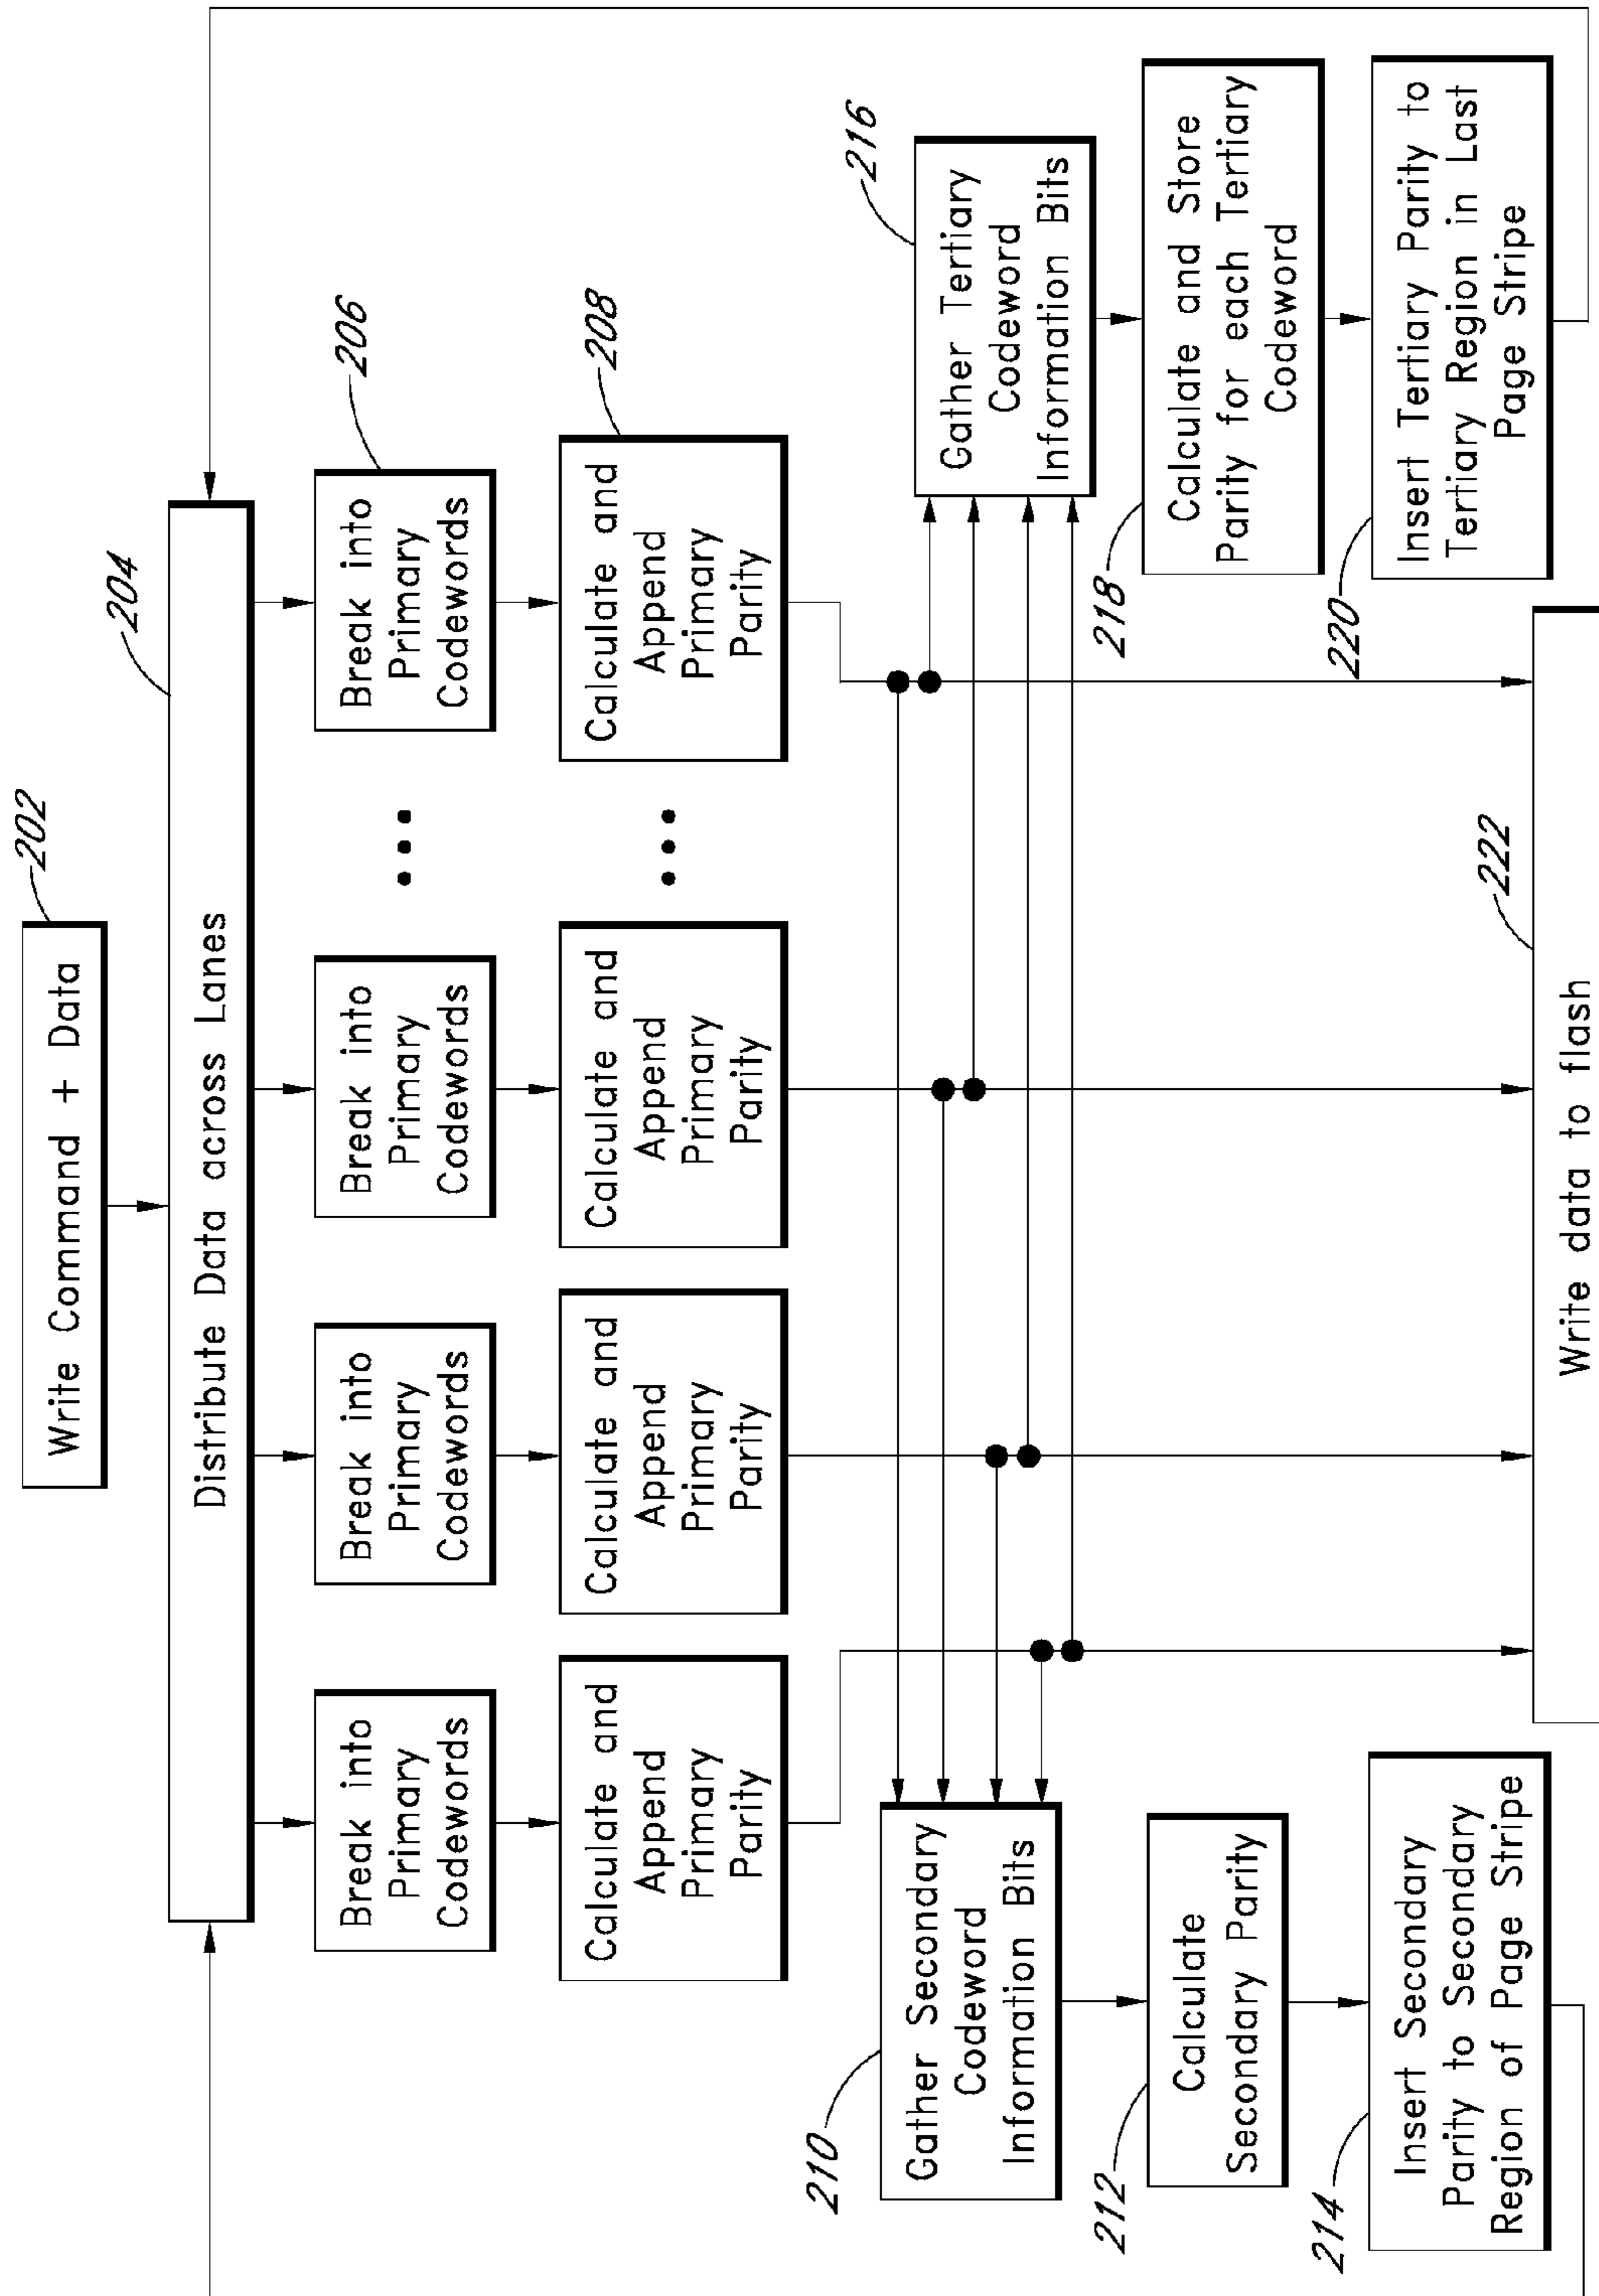 202
Write Command + Data
204
Distribute Data across Lanes
206
Break into
Primary
Codewords
Break into
Primary
Codewords
Break into
Primary
Codewords
Break into
Primary
Codewords
208
Calculate and
Append
Primary
Parity
Calculate and
Append
Primary
Parity
Calculate and
Append
Primary
Parity
Calculate and
Append
Primary
Parity
210
Gather Secondary
Codeword
Information Bits
212
Calculate
Secondary Parity
214
Insert Secondary
Parity to Secondary
Region of Page Stripe
216
Gather Tertiary
Codeword
Information Bits
218
Calculate and Store
Parity for each Tertiary
Codeword
220
Insert Tertiary Parity to
Tertiary Region in Last
Page Stripe
222
Write data to flash